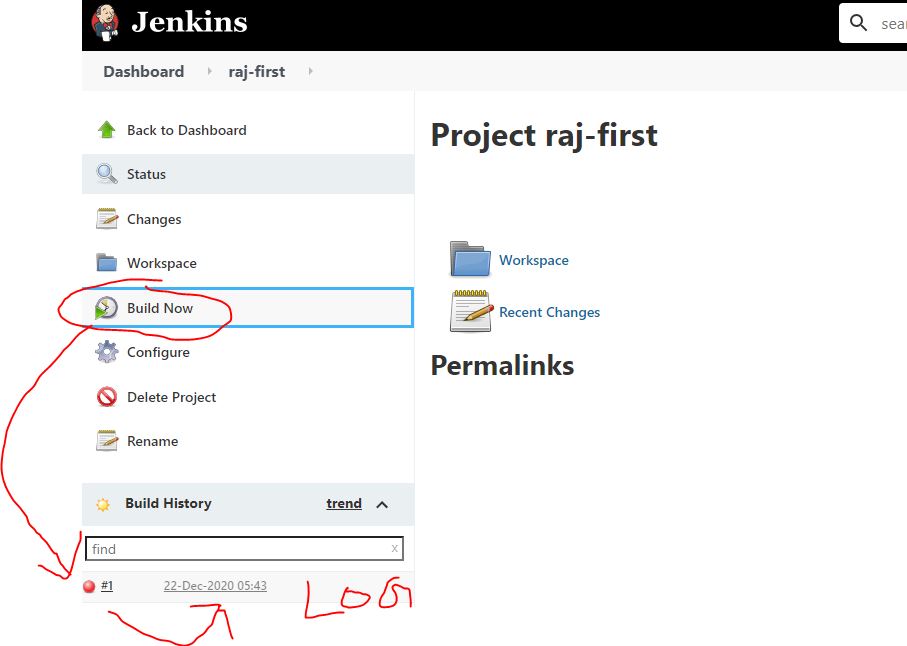 Jenkins
sea
Dashboard raj-first
Back to Dashboard
Status
Changes
Workspace
Build Now
Configure
Delete Project
Rename
Project raj-first
Workspace
Recent Changes
Permalinks
Build History trend
find x
#1 22-Dec-2020 05:43 LOG